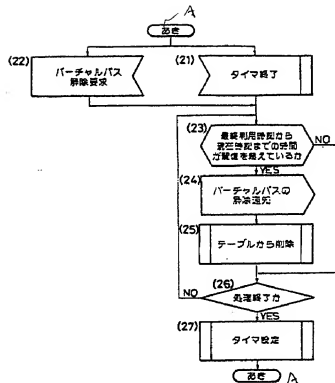 A
あき
(22)
バーチャルパス
解除要求
(21)
タイマ終了
(23)
最終利用時記から
現在時記までの時間
が閾値を超えているか
NO
YES
(24)
バーチャルパスの
解除通知
(25)
テーブルから削除
(26)
NO
処理終了か
YES
(27)
タイマ設定
あき
A